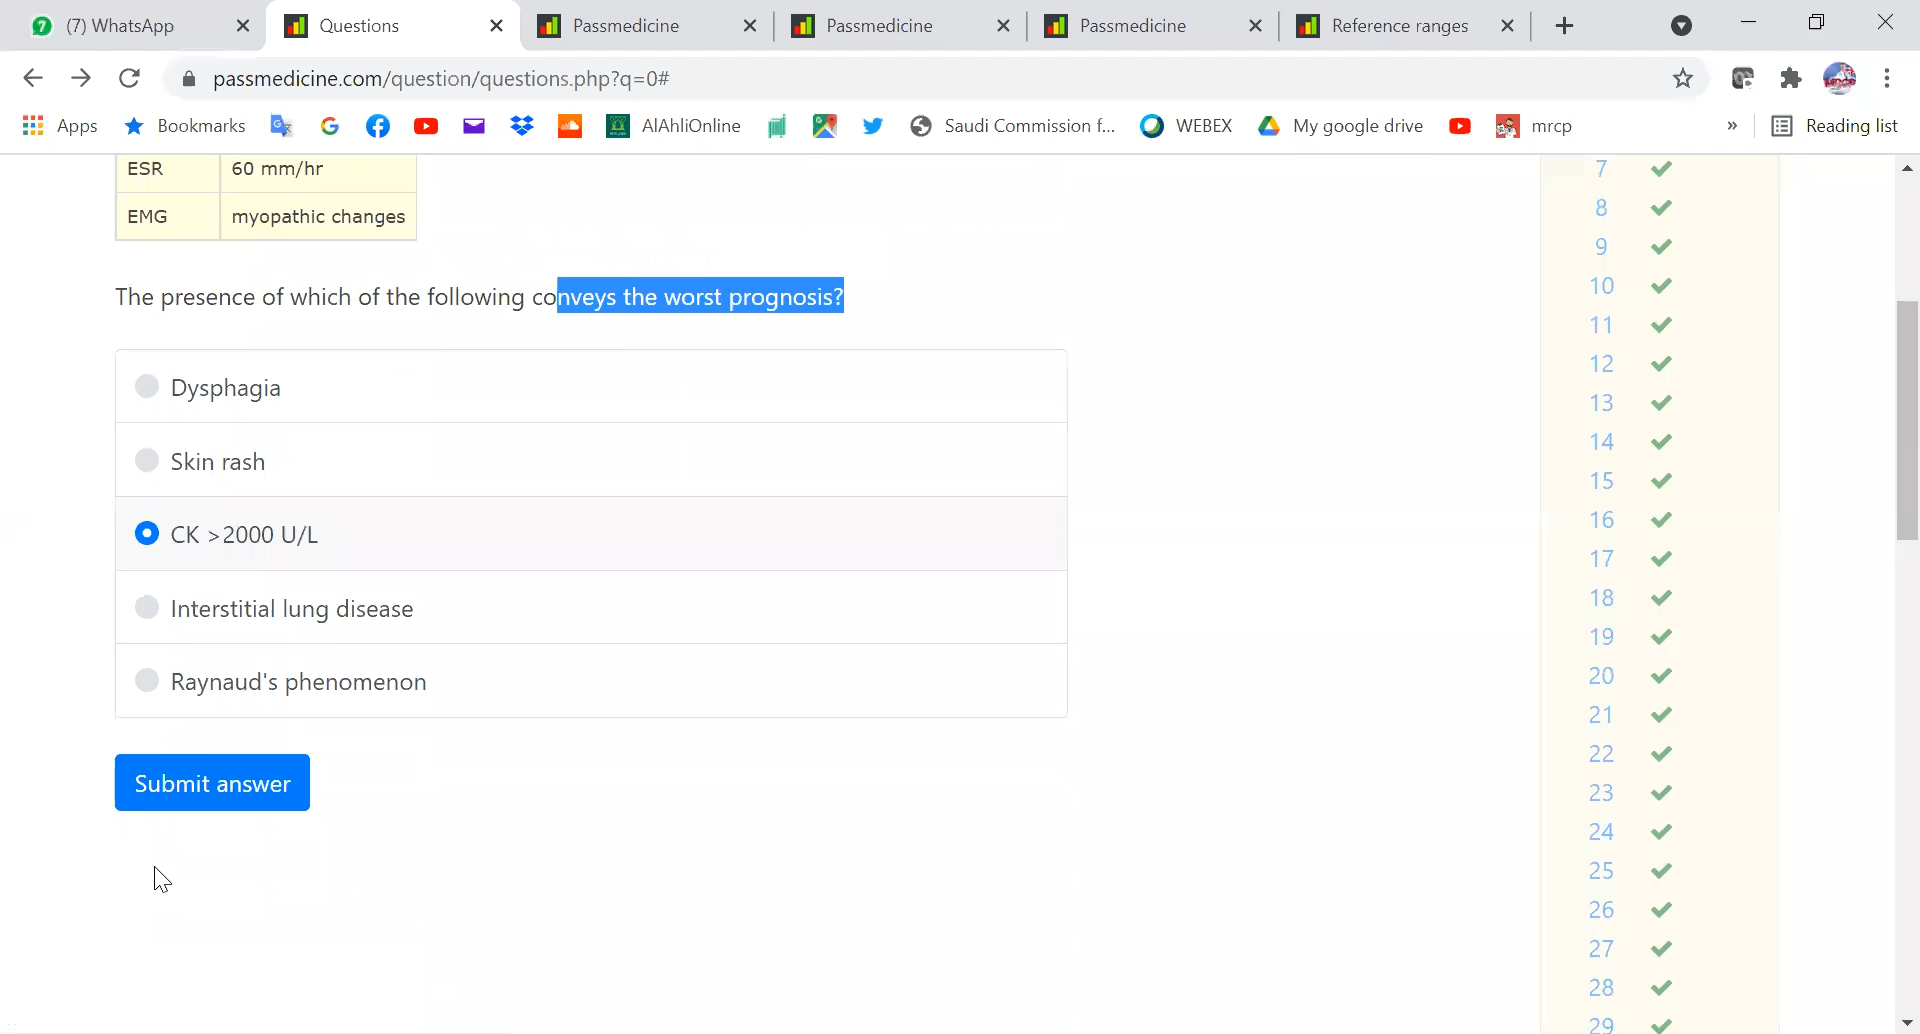 (7) WhatsApp
Questions
Passmedicine
Passmedicine
Passmedicine
Reference ranges
passmedicine.com/question/questions.php?q=0#
Apps
Bookmarks
AlAhliOnline
Saudi Commission f...
WEBEX
My google drive
mrcp
»
Reading list
ESR 60 mm/hr
EMG myopathic changes
The presence of which of the following conveys the worst prognosis?
Dysphagia
Skin rash
CK >2000 U/L
Interstitial lung disease
Raynaud's phenomenon
Submit answer
7
8
9
10
11
12
13
14
15
16
17
18
19
20
21
22
23
24
25
26
27
28
29